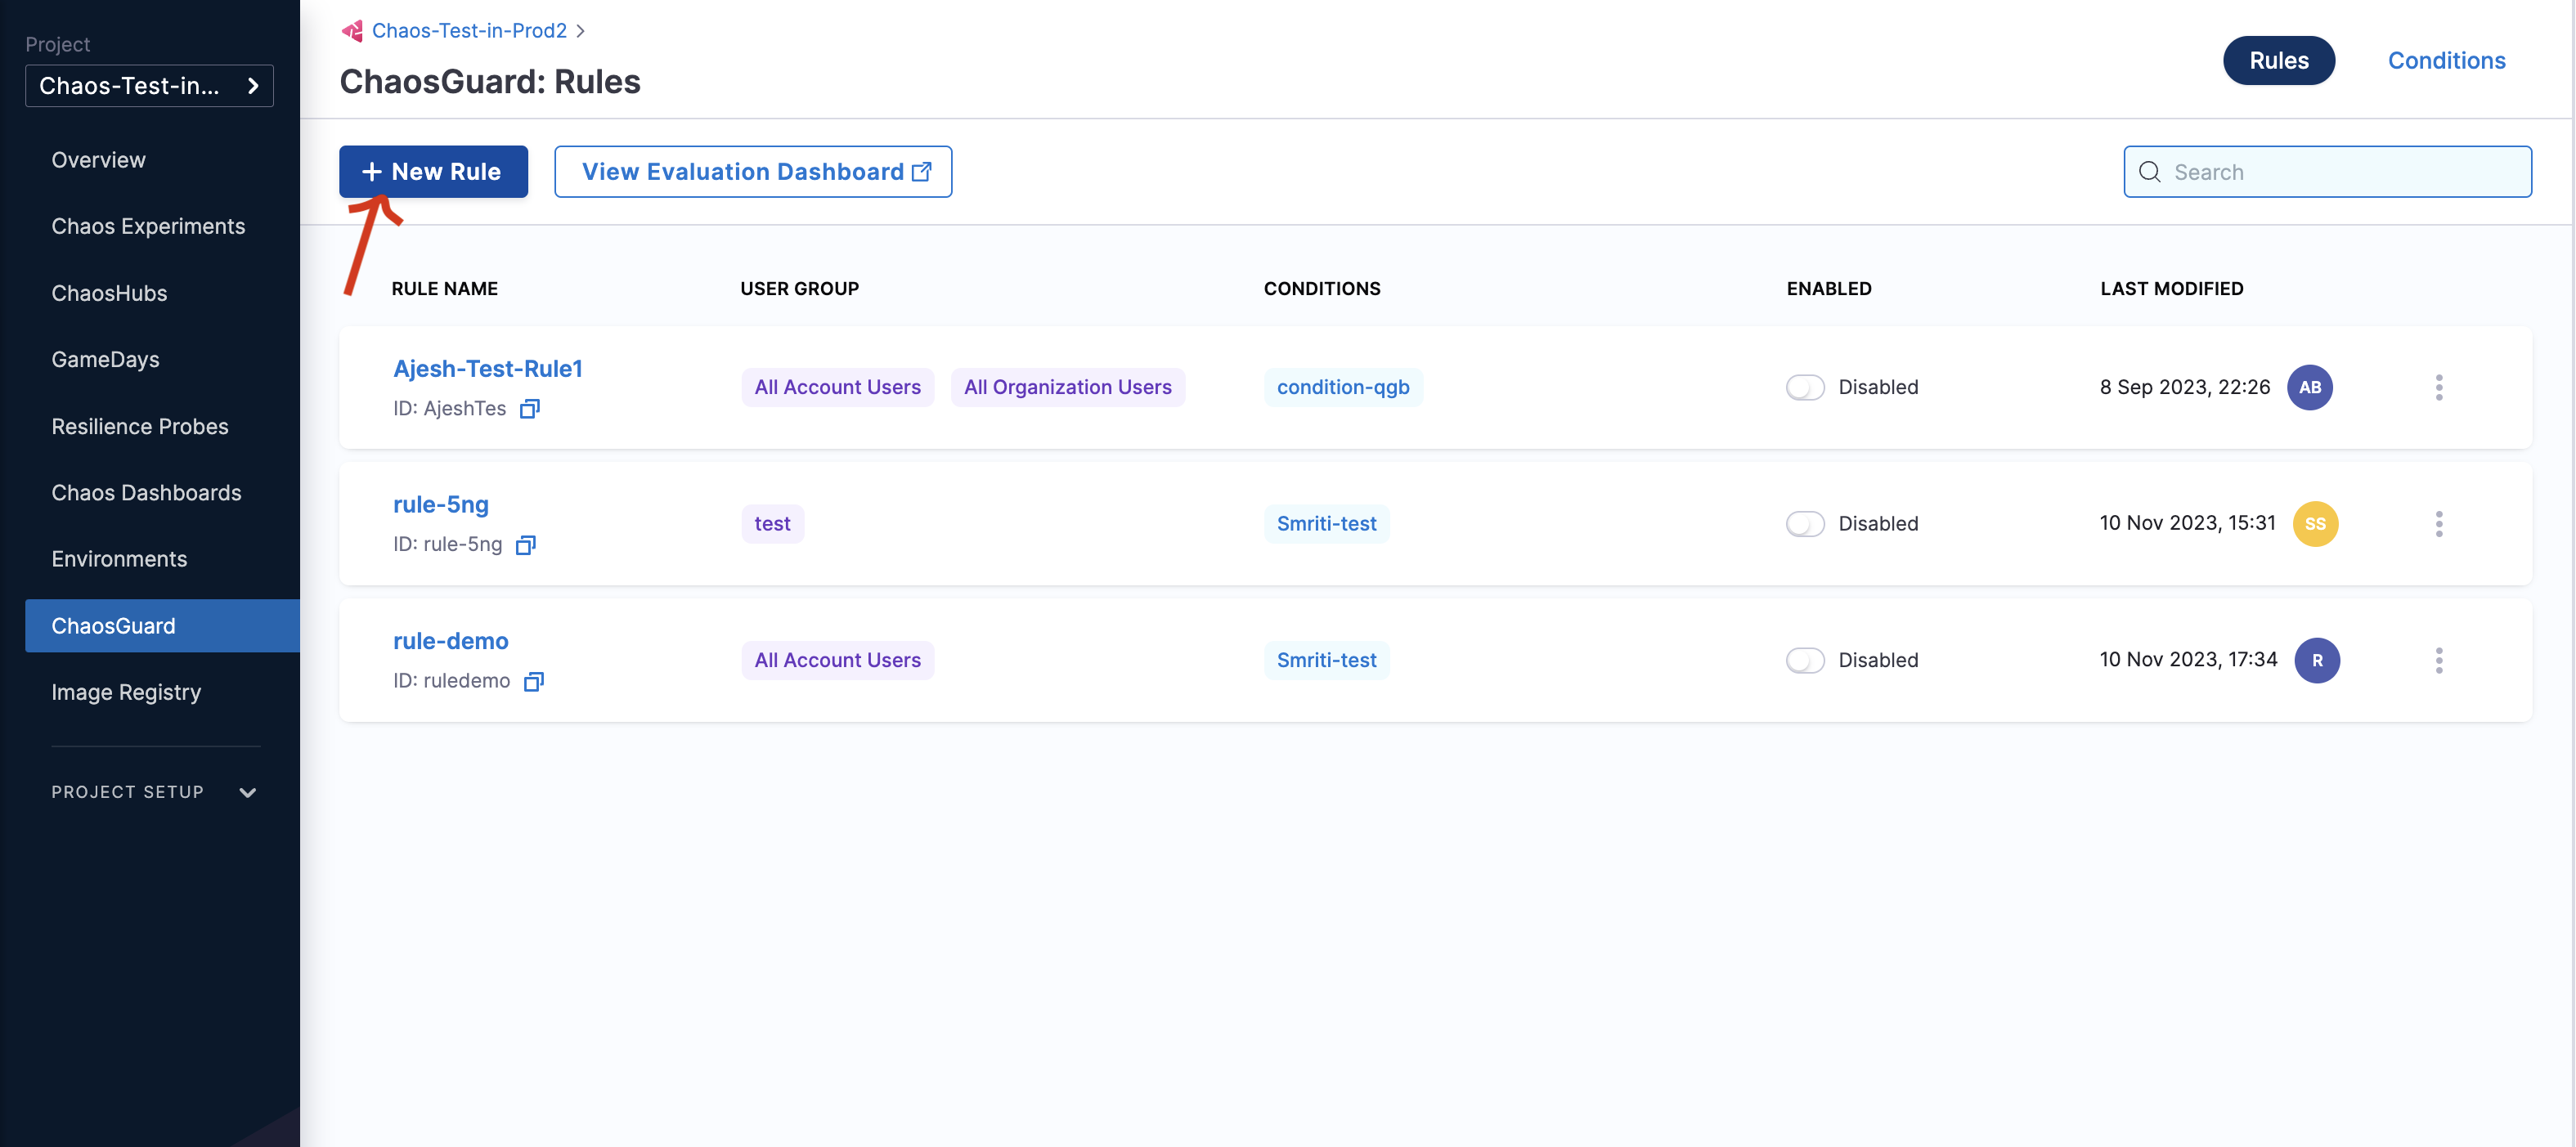 Project
Chaos-Test-in...
Overview
Chaos Experiments
ChaosHubs
GameDays
Resilience Probes
Chaos Dashboards
Environments
ChaosGuard
Image Registry
PROJECT SETUP
Chaos-Test-in-Prod2
ChaosGuard: Rules
Rules Conditions
+ New Rule View Evaluation Dashboard Search
RULE NAME USER GROUP CONDITIONS ENABLED LAST MODIFIED
Ajesh-Test-Rule1
ID: AjeshTes
All Account Users All Organization Users condition-qgb Disabled 8 Sep 2023, 22:26 AB
rule-5ng
ID: rule-5ng
test Smriti-test Disabled 10 Nov 2023, 15:31 SS
rule-demo
ID: ruledemo
All Account Users Smriti-test Disabled 10 Nov 2023, 17:34 R